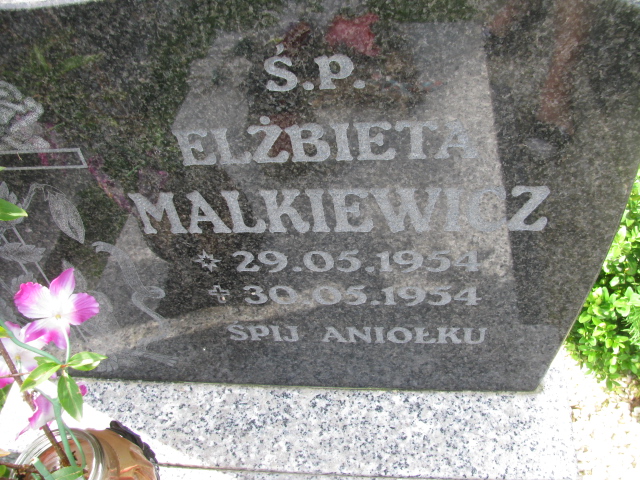 Ś.P.
ELŻBIETA
MALKIEWICZ
* 29.05.1954
+ 30.05.1954
ŚPIJ ANIOŁKU